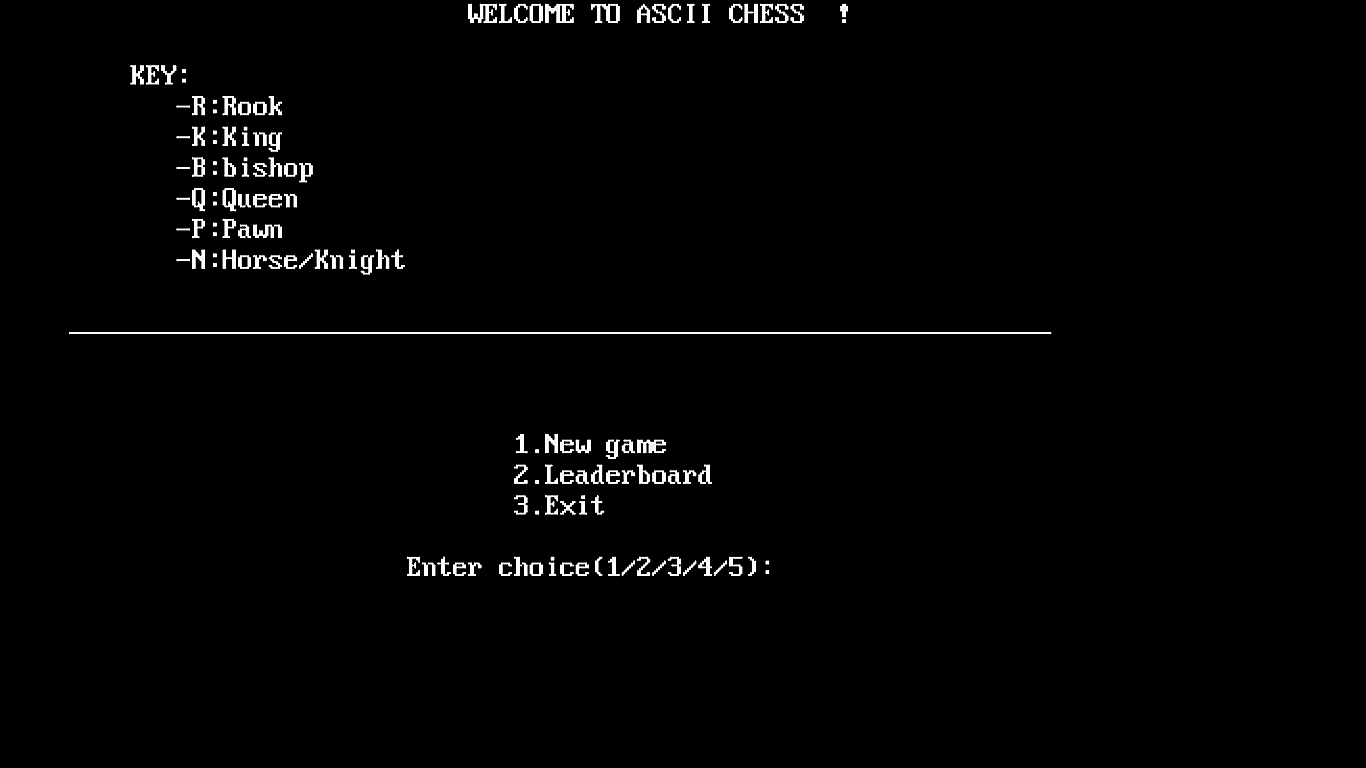 WELCOME TO ASCII CHESS  !
KEY:
-R:Rook
-K:King
-B:bishop
-Q:Queen
-P:Pawn
-N:Horse/Knight
1.New game
2.Leaderboard
3.Exit
Enter choice(1/2/3/4/5):